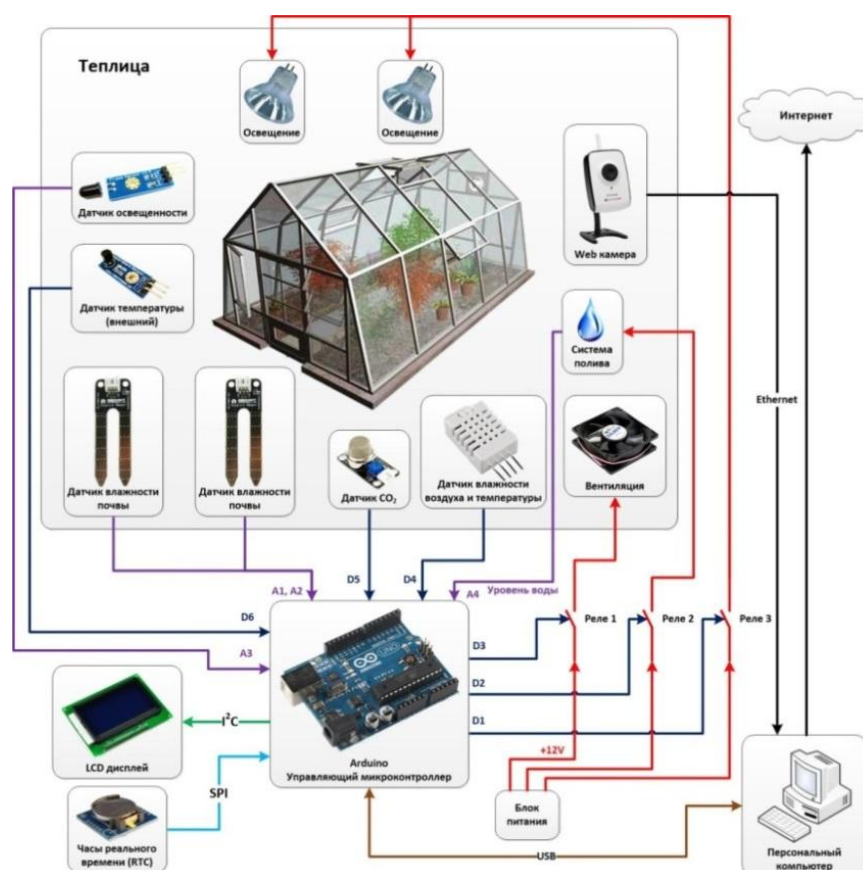 Теплица
Освещение
Освещение
Интернет
Датчик освещенности
Web камера
Датчик температуры
(внешний)
Система
полива
Ethernet
Датчик влажности
почвы
Датчик влажности
почвы
Датчик CO₂
Датчик влажности
воздуха и температуры
Вентиляция
A1, A2
D5
D4
A4
Уровень воды
D6
A3
D3
Реле 1
Реле 2
Реле 3
D2
D1
ARDUINO
UNO
I²C
LCD дисплей
Arduino
Управляющий микроконтроллер
+12V
SPI
Блок
питания
Часы реального
времени (RTC)
USB
Персональный
компьютер